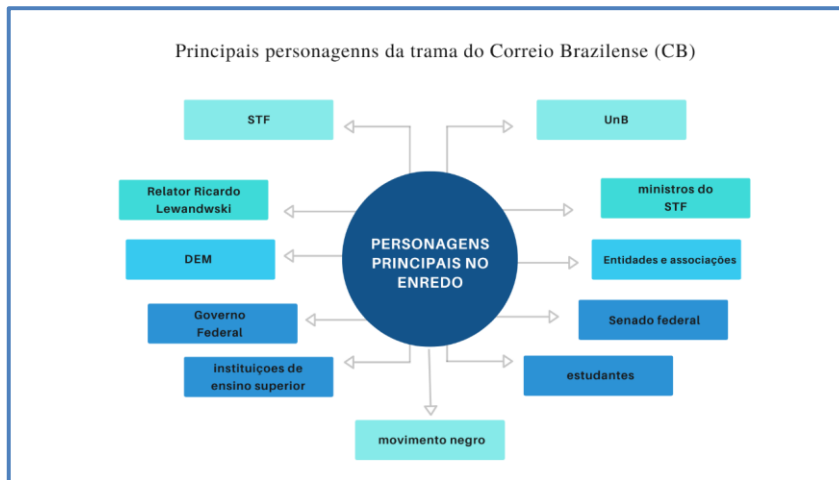 Principais personagenns da trama do Correio Brazilense (CB)
STF
UnB
Relator Ricardo
Lewandwski
ministros do
STF
PERSONAGENS
PRINCIPAIS NO
ENREDO
DEM
Entidades e associações
Governo
Federal
Senado federal
instituiçoes de
ensino superior
estudantes
movimento negro